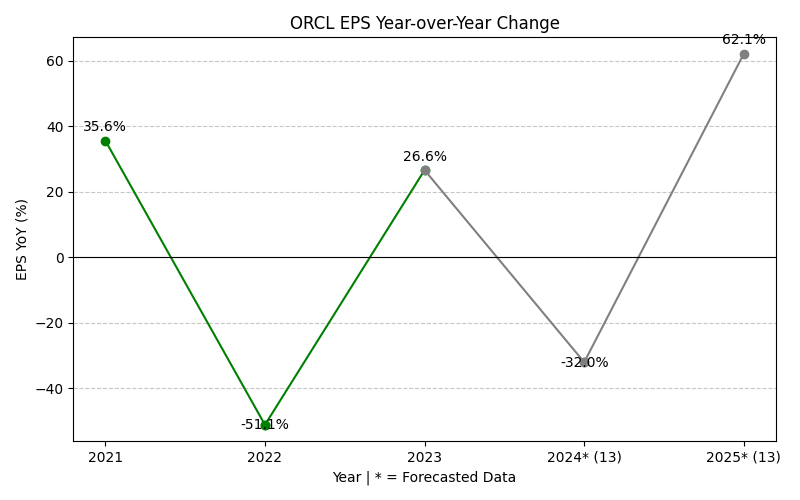 ORCL EPS Year-over-Year Change
EPS YoY (%)
60
40
20
0
−20
−40
35.6%
-51.1%
26.6%
-32.0%
62.1%
2021 2022 2023 2024* (13) 2025* (13)
Year | * = Forecasted Data